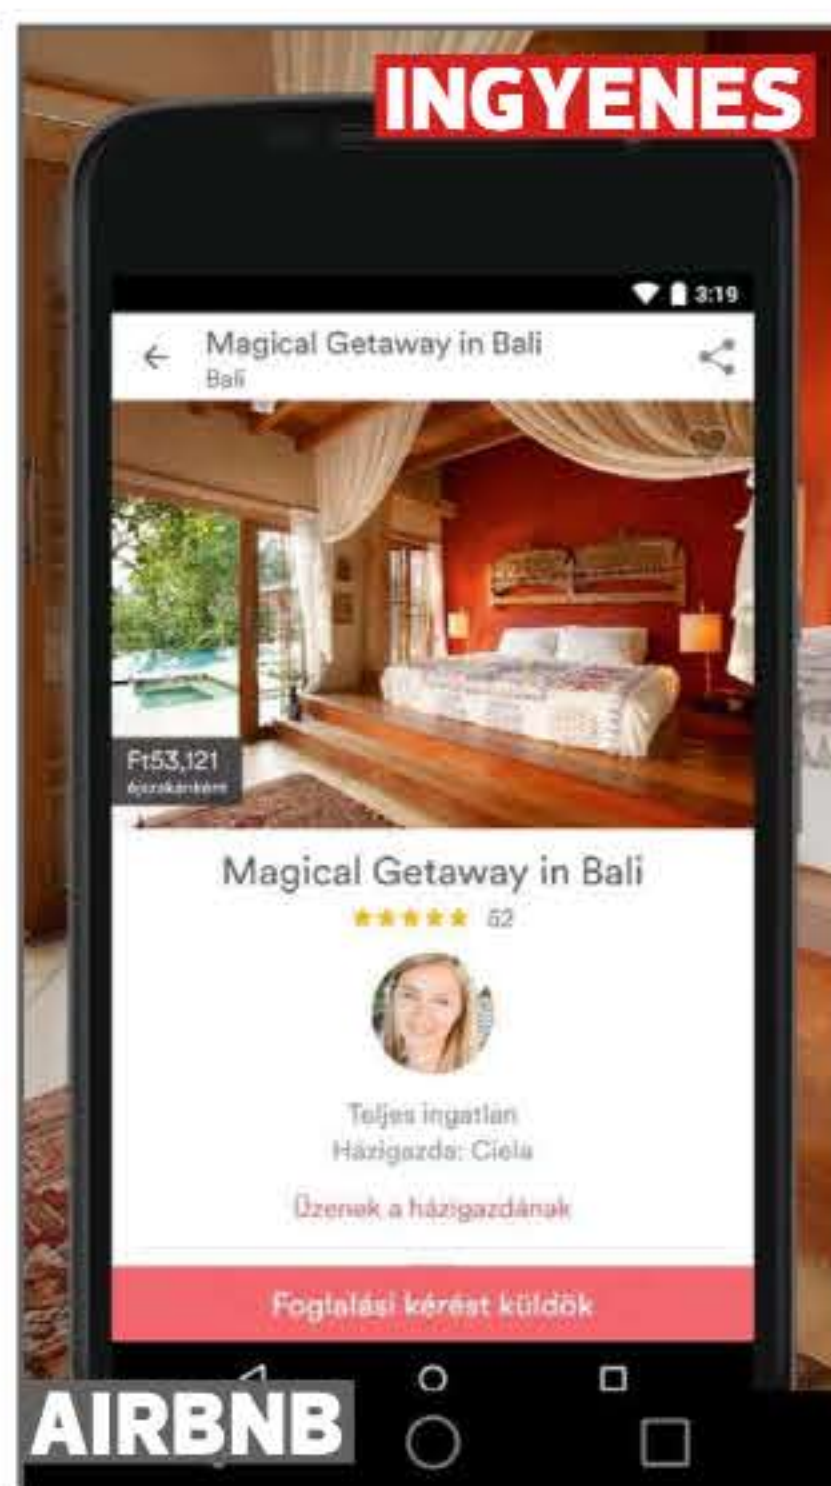 INGYENES
3:19
Magical Getaway in Bali
Bali
Ft53,121
éjszakánként
Magical Getaway in Bali
52
Teljes ingatlan
Házigazda: Ciela
Üzenek a házigazdának
Foglalási kérést küldök
AIRBNB